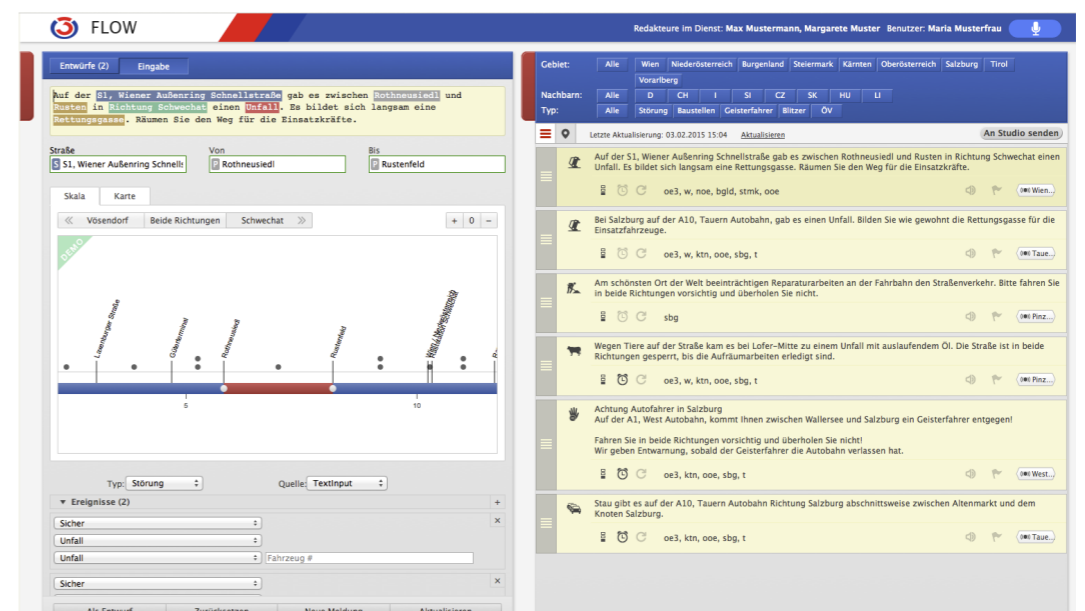 3 FLOW
Redakteure im Dienst: Max Mustermann, Margarete Muster Benutzer: Maria Musterfrau
Entwürfe (2) Eingabe
Auf der S1, Wiener Außenring Schnellstraße gab es zwischen Rothneusiedl und
Rusten in Richtung Schwechat einen Unfall. Es bildet sich langsam eine
Rettungsgasse. Räumen Sie den Weg für die Einsatzkräfte.
Straße Von Bis
S S1, Wiener Außenring Schnells P Rothneusiedl P Rustenfeld
Skala Karte
Vösendorf Beide Richtungen Schwechat + 0 −
DEMO
Laxenburger Straße
Güterterminal
Rothneusiedl
Rustenfeld
5 10
Typ: Störung Quelle: TextInput
Ereignisse (2) +
Sicher ×
Unfall
Unfall Fahrzeug #
Sicher ×
Als Entwurf Zurücksetzen Neue Meldung Aktualisieren
Gebiet: Alle Wien Niederösterreich Burgenland Steiermark Kärnten Oberösterreich Salzburg Tirol
Vorarlberg
Nachbarn: Alle D CH I SI CZ SK HU LI
Typ: Alle Störung Baustellen Geisterfahrer Blitzer ÖV
Letzte Aktualisierung: 03.02.2015 15:04 Aktualisieren An Studio senden
Auf der S1, Wiener Außenring Schnellstraße gab es zwischen Rothneusiedl und Rusten in Richtung Schwechat einen
Unfall. Es bildet sich langsam eine Rettungsgasse. Räumen Sie den Weg für die Einsatzkräfte.
oe3, w, noe, bgld, stmk, ooe Wien...
Bei Salzburg auf der A10, Tauern Autobahn, gab es einen Unfall. Bilden Sie wie gewohnt die Rettungsgasse für die
Einsatzfahrzeuge.
oe3, w, ktn, ooe, sbg, t Taue...
Am schönsten Ort der Welt beeinträchtigen Reparaturarbeiten an der Fahrbahn den Straßenverkehr. Bitte fahren Sie
in beide Richtungen vorsichtig und überholen Sie nicht.
sbg Pinz...
Wegen Tiere auf der Straße kam es bei Lofer-Mitte zu einem Unfall mit auslaufendem Öl. Die Straße ist in beide
Richtungen gesperrt, bis die Aufräumarbeiten erledigt sind.
oe3, w, ktn, ooe, sbg, t Pinz...
Achtung Autofahrer in Salzburg
Auf der A1, West Autobahn, kommt Ihnen zwischen Wallersee und Salzburg ein Geisterfahrer entgegen!
Fahren Sie in beide Richtungen vorsichtig und überholen Sie nicht!
Wir geben Entwarnung, sobald der Geisterfahrer die Autobahn verlassen hat.
oe3, ktn, ooe, sbg, t West...
Stau gibt es auf der A10, Tauern Autobahn Richtung Salzburg abschnittsweise zwischen Altenmarkt und dem
Knoten Salzburg.
oe3, ktn, ooe, sbg, t Taue...